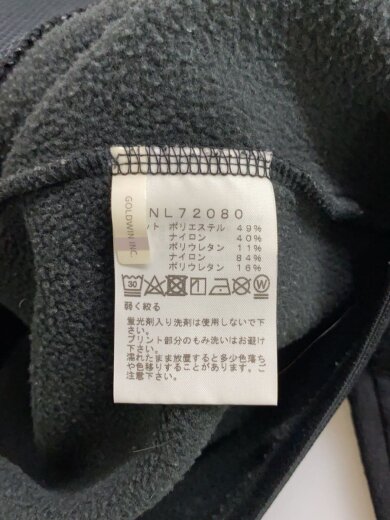 GOLDWIN INC.
NL72080
ット ポリエステル 49%
ナイロン 40%
ポリウレタン 11%
ナイロン 84%
ポリウレタン 16%
30 W
弱く絞る
蛍光剤入り洗剤は使用しないで下
さい。
プリント部分のもみ洗いはお避け
下さい。
濡れたまま放置すると多少色落ち
や色移りすることがあります。ご
注意下さい。